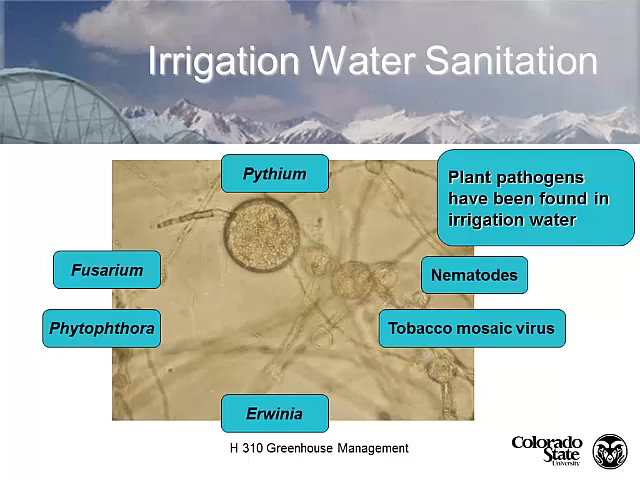 Irrigation Water Sanitation
Pythium
Plant pathogens
have been found in
irrigation water
Fusarium
Nematodes
Phytophthora
Tobacco mosaic virus
Erwinia
H 310 Greenhouse Management
Colorado
State
University